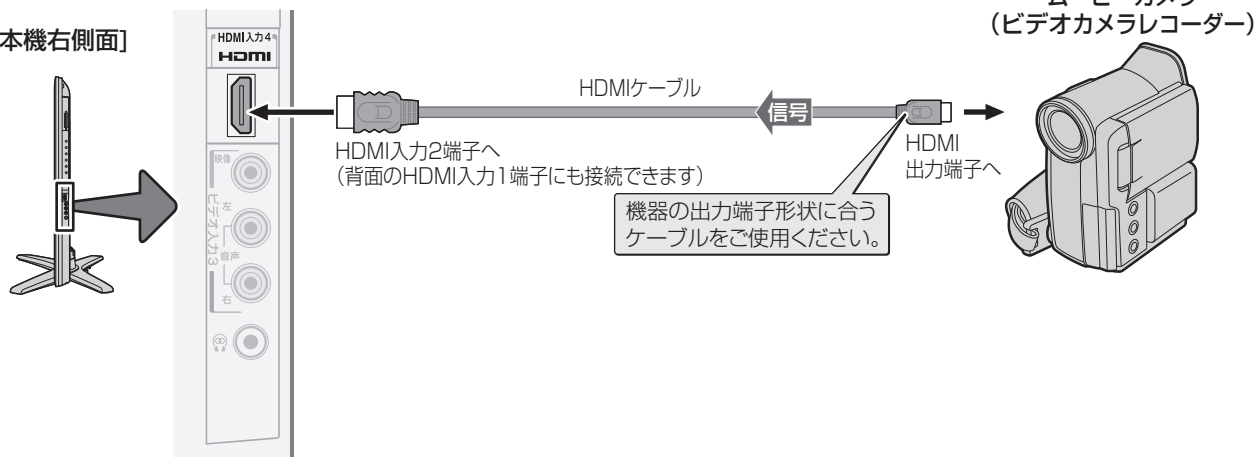 本機右側面]
HDMI入力4
HDMI
映像
左
音声
右
ビデオ入力3
HDMIケーブル
信号
HDMI入力2端子へ
（背面のHDMI入力1端子にも接続できます）
機器の出力端子形状に合う
ケーブルをご使用ください。
HDMI
出力端子へ
ムービーカメラ
（ビデオカメラレコーダー）